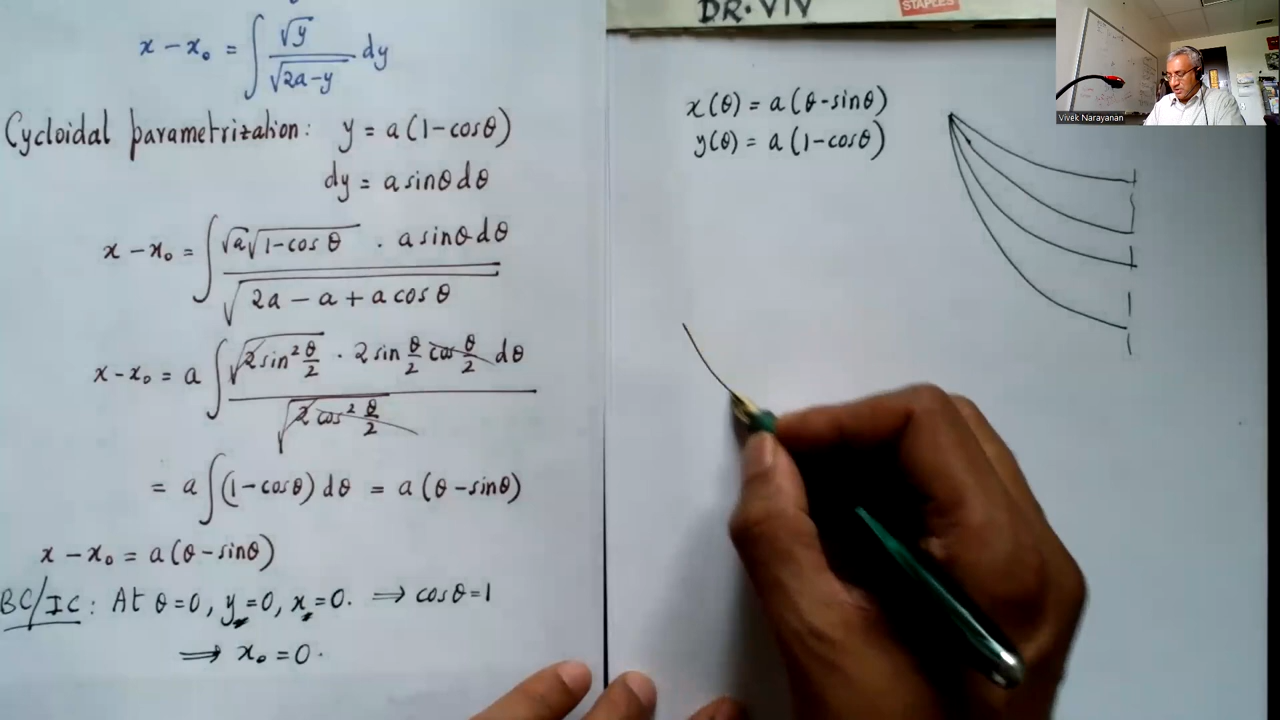 x - x₀ = ∫ √y / √(2a-y) dy
Cycloidal parametrization: y = a(1-cosθ)
dy = a sinθ dθ
x - x₀ = ∫ √a √(1-cos θ) · a sinθ dθ / √(2a - a + a cos θ)
x - x₀ = a ∫ √(2 sin² θ/2) · 2 sin θ/2 cos θ/2 dθ / √(2 cos² θ/2)
= a ∫ (1-cosθ) dθ = a(θ-sinθ)
x - x₀ = a(θ-sinθ)
BC/IC: At θ=0, y=0, x=0. ⟹ cosθ=1
⟹ x₀ = 0.
DR. VIV
STAPLES
x(θ) = a(θ-sinθ)
y(θ) = a(1-cosθ)
Vivek Narayanan